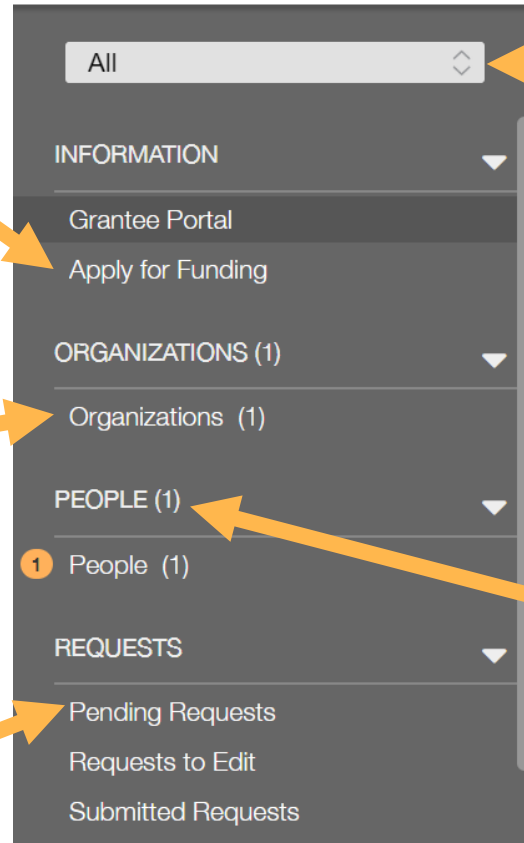 All
INFORMATION
Grantee Portal
Apply for Funding
ORGANIZATIONS (1)
Organizations (1)
PEOPLE (1)
1 People (1)
REQUESTS
Pending Requests
Requests to Edit
Submitted Requests